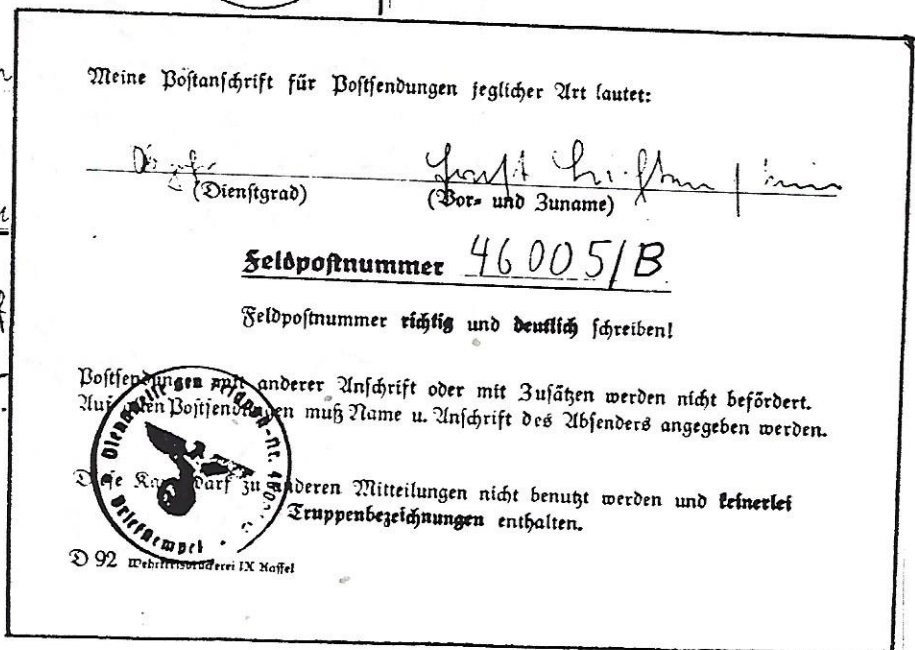 Meine Postanschrift für Postsendungen jeglicher Art lautet:
(Dienstgrad) (Vor- und Zuname)
Feldpostnummer 46005/B
Feldpostnummer richtig und deutlich schreiben!
Postsendungen mit anderer Anschrift oder mit Zusätzen werden nicht befördert.
Auf den Postsendungen muß Name u. Anschrift des Absenders angegeben werden.
Diese Karte darf zu anderen Mitteilungen nicht benutzt werden und keinerlei
Truppenbezeichnungen enthalten.
D 92 Wehrkreisdruckerei IX Kassel
Briefstempel